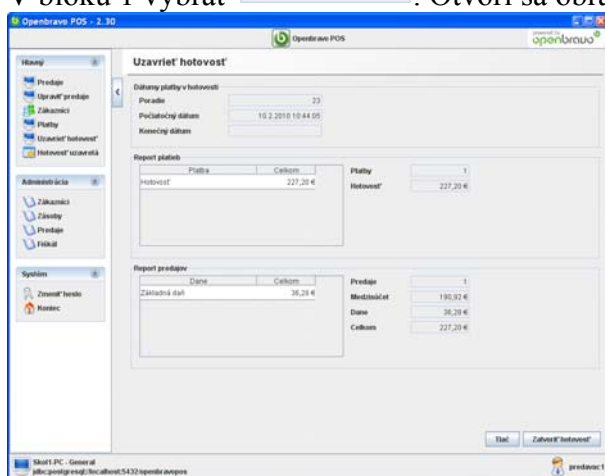 V bloku 1 vybrať . Otvorí sa obra
Openbravo POS - 2.30
Openbravo POS
powered by
openbravo
Hlavný
Predaje
Upraviť predaje
Zákazníci
Platby
Uzavrieť hotovosť
Hotovosť uzavretá
Administrácia
Zákazníci
Zásoby
Predaje
Fiškál
Systém
Zmeniť heslo
Koniec
Uzavrieť hotovosť
Dátumy platby v hotovosti
Poradie 23
Počiatočný dátum 10.2.2010 10:44:05
Konečný dátum
Report platieb
Platba Celkom
Hotovosť 227,20 €
Platby 1
Hotovosť 227,20 €
Report predajov
Dane Celkom
Základná daň 36,28 €
Predaje 1
Medzisúčet 190,92 €
Dane 36,28 €
Celkom 227,20 €
Tlač Zatvoriť hotovosť
Skol1-PC - General
jdbc:postgresql://localhost:5432/openbravopos
predavac1